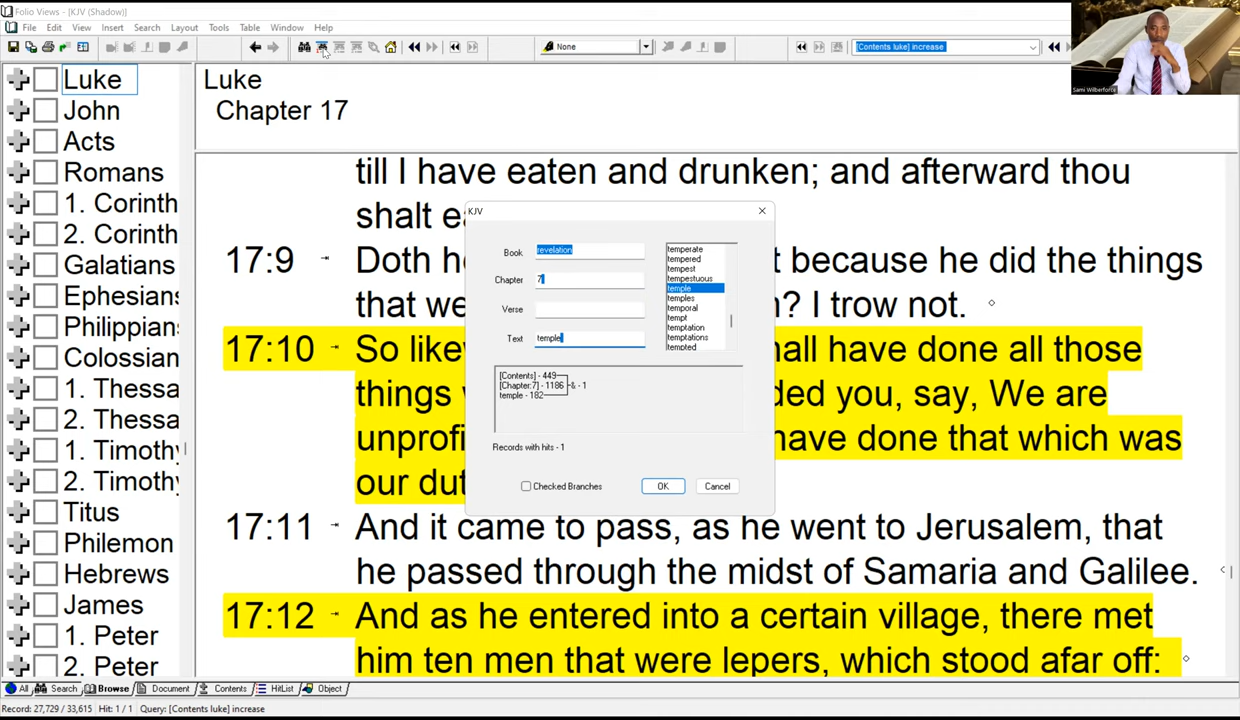 Folio Views - [KJV (Shadow)]
File Edit View Insert Search Layout Tools Table Window Help
None
[Contents luke] increase
Sami Wilberforce
Luke
John
Acts
Romans
1. Corinth
2. Corinth
Galatians
Ephesians
Philippian
Colossian
1. Thessa
2. Thessa
1. Timothy
2. Timothy
Titus
Philemon
Hebrews
James
1. Peter
2. Peter
Luke
Chapter 17
till I have eaten and drunken; and afterward thou
shalt ea
17:9 Doth he t because he did the things
that we n? I trow not.
17:10 So likew hall have done all those
things w ded you, say, We are
unprofi have done that which was
our dut
17:11 And it came to pass, as he went to Jerusalem, that
he passed through the midst of Samaria and Galilee.
17:12 And as he entered into a certain village, there met
him ten men that were lepers, which stood afar off:
KJV
Book revelation
Chapter 7
Verse
Text temple
temperate
tempered
tempest
tempestuous
temple
temples
temporal
tempt
temptation
temptations
tempted
[Contents] - 449
[Chapter:7] - 1186 & - 1
temple - 182
Records with hits - 1
Checked Branches OK Cancel
All Search Browse Document Contents HitList Object
Record: 27,729 / 33,615 Hit: 1 / 1 Query: [Contents luke] increase